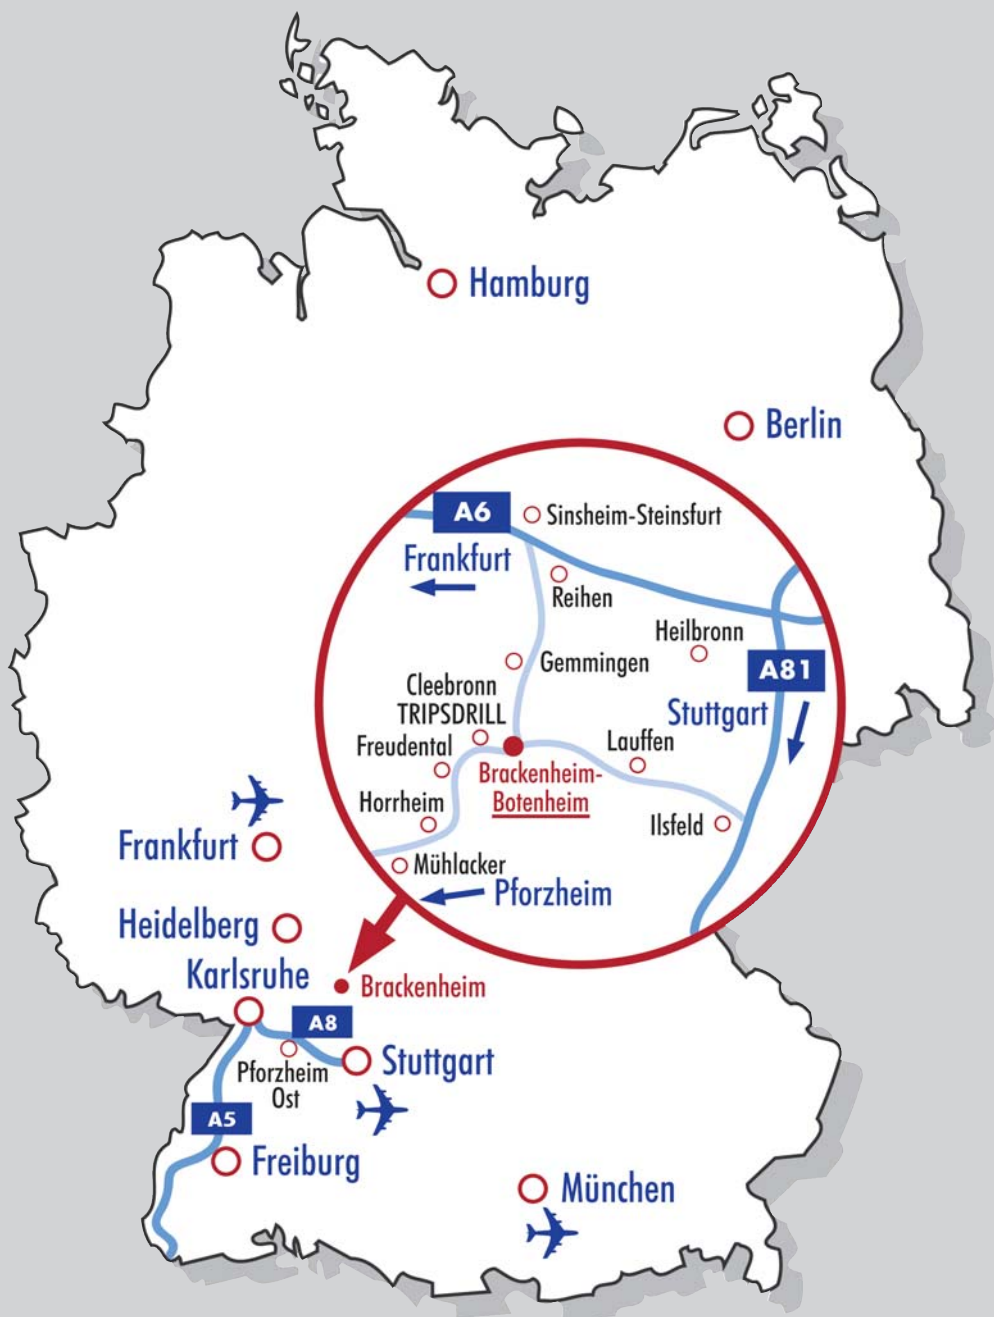 Hamburg
Berlin
A6
Sinsheim-Steinsfurt
Frankfurt
Reihen
Heilbronn
Gemmingen
A81
Cleebronn
TRIPSDRILL
Stuttgart
Freudental
Lauffen
Brackenheim-
Botenheim
Horrheim
Ilsfeld
Mühlacker
Pforzheim
Frankfurt
Heidelberg
Karlsruhe
Brackenheim
A8
Stuttgart
Pforzheim
Ost
A5
Freiburg
München